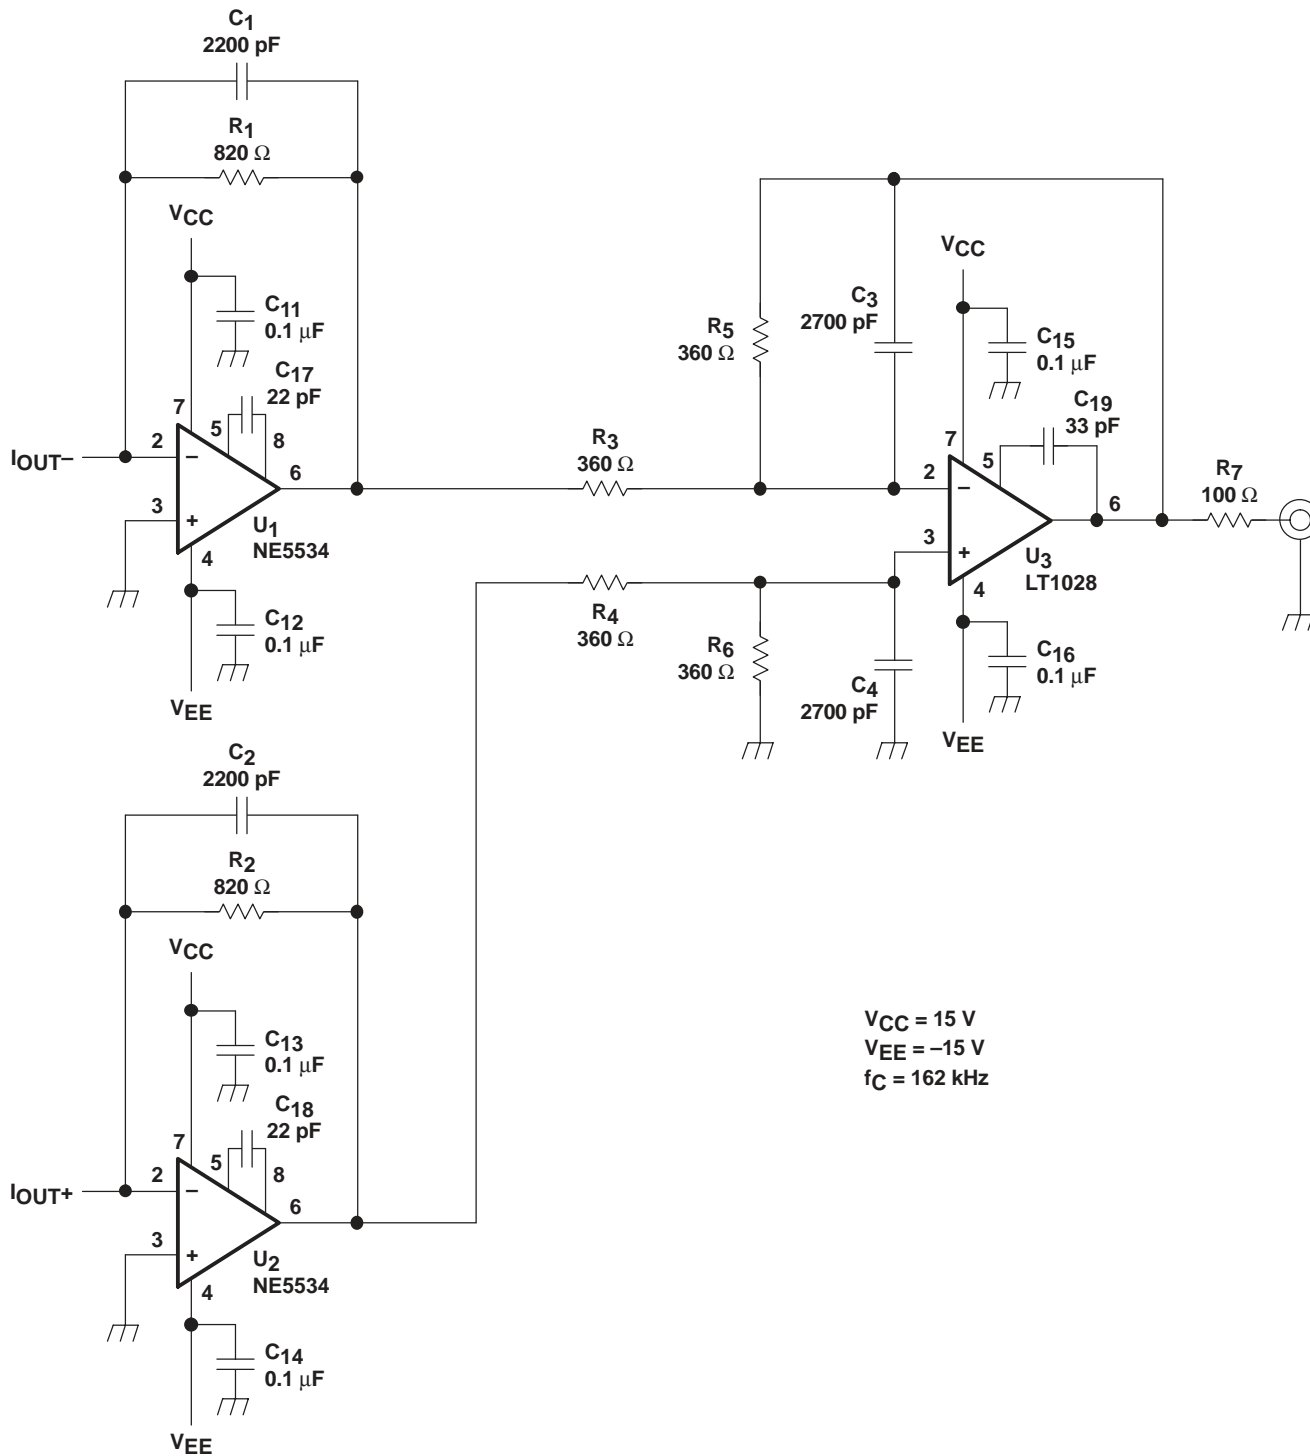 C1
2200 pF
R1
820 Ω
VCC
C11
0.1 μF
C17
22 pF
7
5
8
2
–
IOUT–
6
3
+
U1
NE5534
4
C12
0.1 μF
VEE
R3
360 Ω
R5
360 Ω
C3
2700 pF
VCC
C15
0.1 μF
C19
33 pF
7
5
2
–
6
R7
100 Ω
3
+
U3
LT1028
4
R4
360 Ω
R6
360 Ω
C4
2700 pF
C16
0.1 μF
VEE
C2
2200 pF
R2
820 Ω
VCC
C13
0.1 μF
C18
22 pF
7
5
8
2
–
IOUT+
6
3
+
U2
NE5534
4
C14
0.1 μF
VEE
VCC = 15 V
VEE = –15 V
fC = 162 kHz